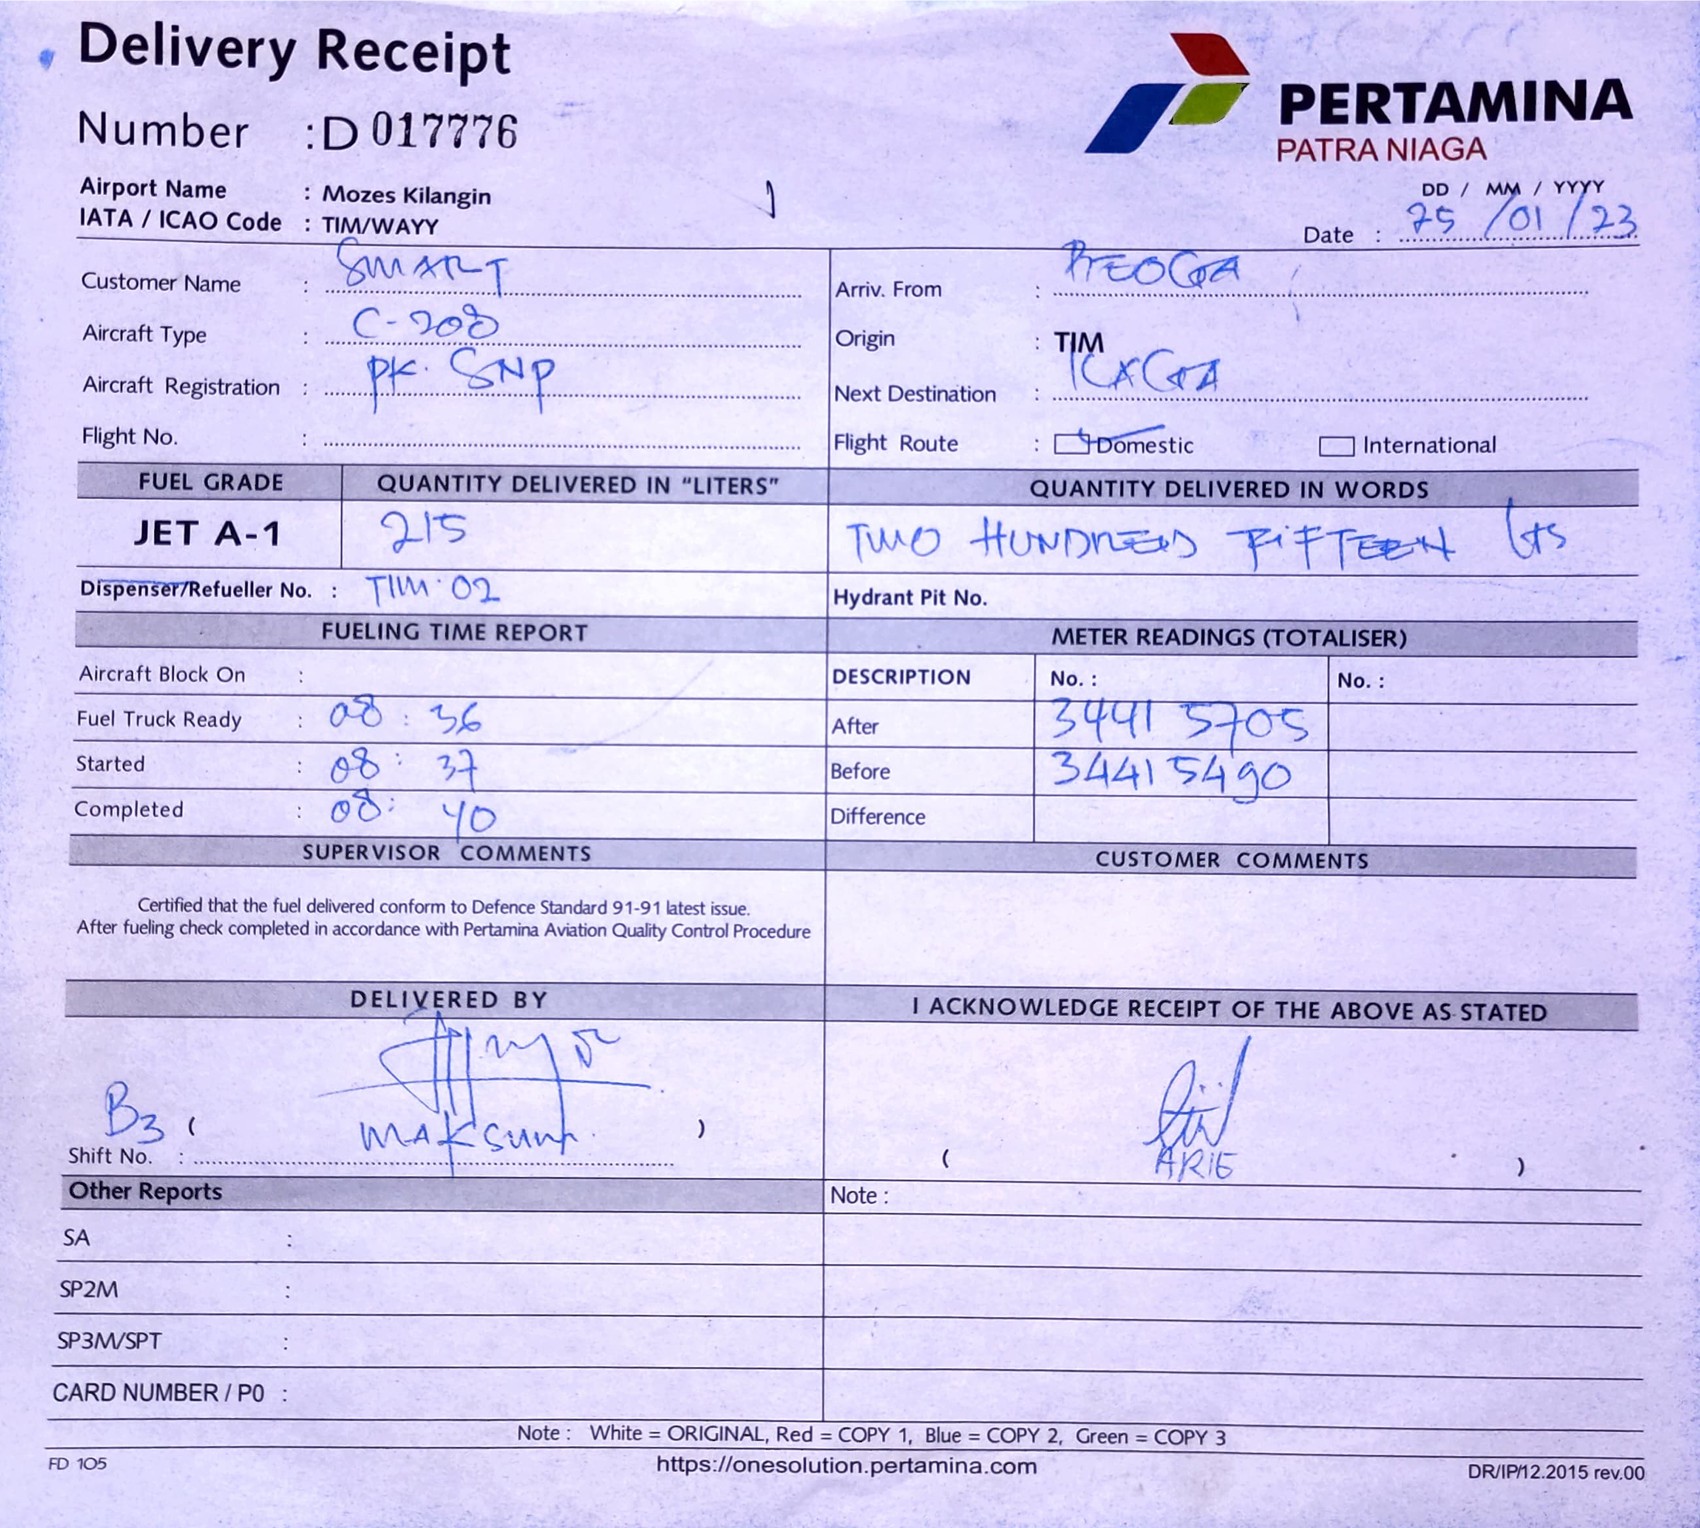 Delivery Receipt
Number : D 017776
PERTAMINA
PATRA NIAGA
Airport Name : Mozes Kilangin
IATA / ICAO Code : TIM/WAYY
DD / MM / YYYY
Date : 25 / 01 / 23
Customer Name : SMART
Arriv. From :
Aircraft Type : C-208
Origin : TIM
Aircraft Registration : PK. SNP
Next Destination :
Flight No. :
Flight Route : Domestic International
FUEL GRADE QUANTITY DELIVERED IN "LITERS" QUANTITY DELIVERED IN WORDS
JET A-1 215 TWO HUNDRED FIFTEEN Lts
Dispenser/Refueller No. : TIM. 02 Hydrant Pit No.
FUELING TIME REPORT METER READINGS (TOTALISER)
Aircraft Block On : DESCRIPTION No. : No. :
Fuel Truck Ready : 08 : 36 After 34415705
Started : 08 : 37 Before 34415490
Completed : 08 : 40 Difference
SUPERVISOR COMMENTS CUSTOMER COMMENTS
Certified that the fuel delivered conform to Defence Standard 91-91 latest issue.
After fueling check completed in accordance with Pertamina Aviation Quality Control Procedure
DELIVERED BY I ACKNOWLEDGE RECEIPT OF THE ABOVE AS STATED
B3 ( MAKSUM. )
Shift No. : ( ARIE )
Other Reports Note :
SA :
SP2M :
SP3M/SPT :
CARD NUMBER / P0 :
Note : White = ORIGINAL, Red = COPY 1, Blue = COPY 2, Green = COPY 3
FD 105 https://onesolution.pertamina.com DR/IP/12.2015 rev.00